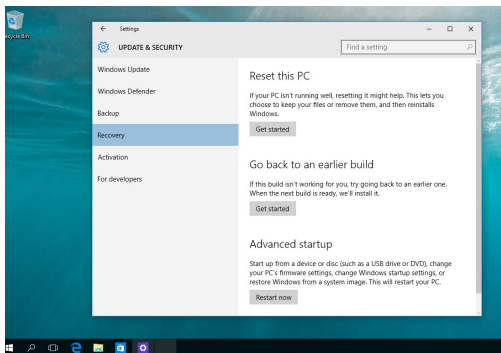 ecycle Bin
Settings
UPDATE & SECURITY
Find a setting
Windows Update
Windows Defender
Backup
Recovery
Activation
For developers
Reset this PC
If your PC isn't running well, resetting it might help. This lets you
choose to keep your files or remove them, and then reinstalls
Windows.
Get started
Go back to an earlier build
If this build isn't working for you, try going back to an earlier one.
When the next build is ready, we'll install it.
Get started
Advanced startup
Start up from a device or disc (such as a USB drive or DVD), change
your PC's firmware settings, change Windows startup settings, or
restore Windows from a system image. This will restart your PC.
Restart now